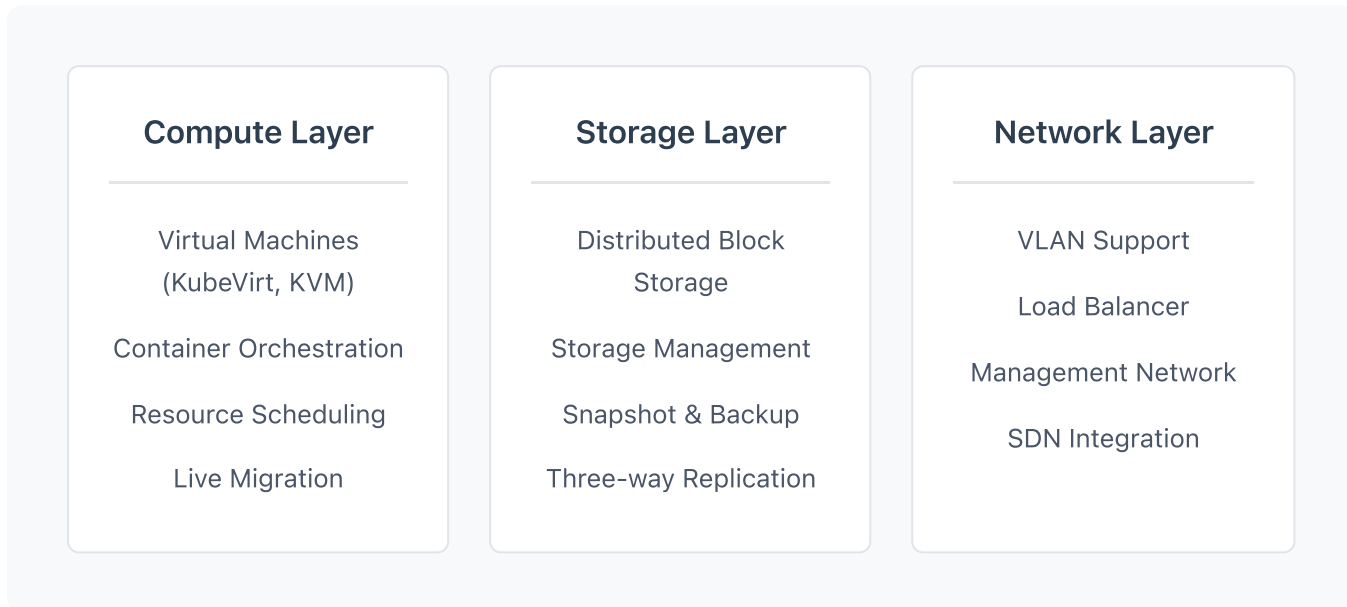 Compute Layer
Virtual Machines
(KubeVirt, KVM)
Container Orchestration
Resource Scheduling
Live Migration
Storage Layer
Distributed Block
Storage
Storage Management
Snapshot & Backup
Three-way Replication
Network Layer
VLAN Support
Load Balancer
Management Network
SDN Integration